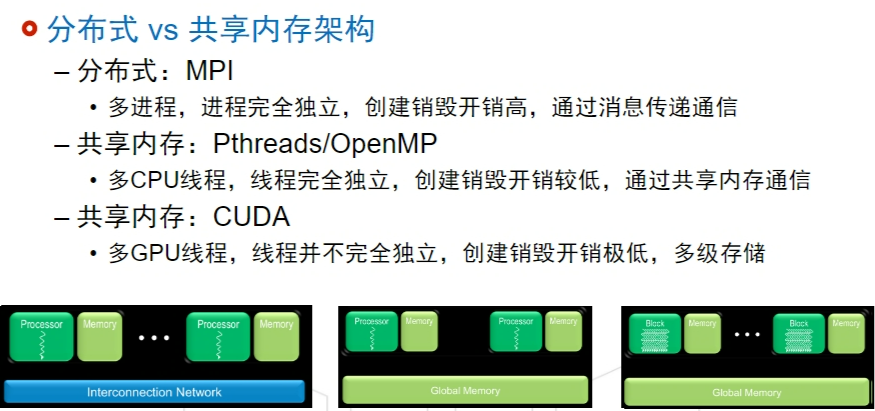 分布式 vs 共享内存架构
– 分布式：MPI
• 多进程，进程完全独立，创建销毁开销高，通过消息传递通信
– 共享内存：Pthreads/OpenMP
• 多CPU线程，线程完全独立，创建销毁开销较低，通过共享内存通信
– 共享内存：CUDA
• 多GPU线程，线程并不完全独立，创建销毁开销极低，多级存储
Processor Memory • • • Processor Memory
Interconnection Network
Processor Memory Processor Memory
Global Memory
Block Memory • • • Block Memory
Global Memory